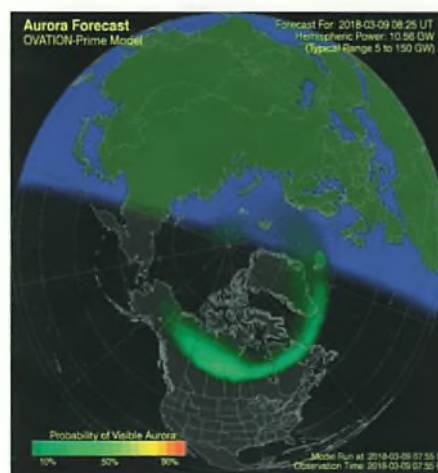 Aurora Forecast
OVATION-Prime Model
Forecast For: 2018-03-09 08:25 UT
Hemispheric Power: 10.56 GW
(Typical Range 5 to 150 GW)
Probability of Visible Aurora:
10% 50% 90%
Model Run at: 2018-03-09 07:55
Observation Time: 2018-03-09 07:55